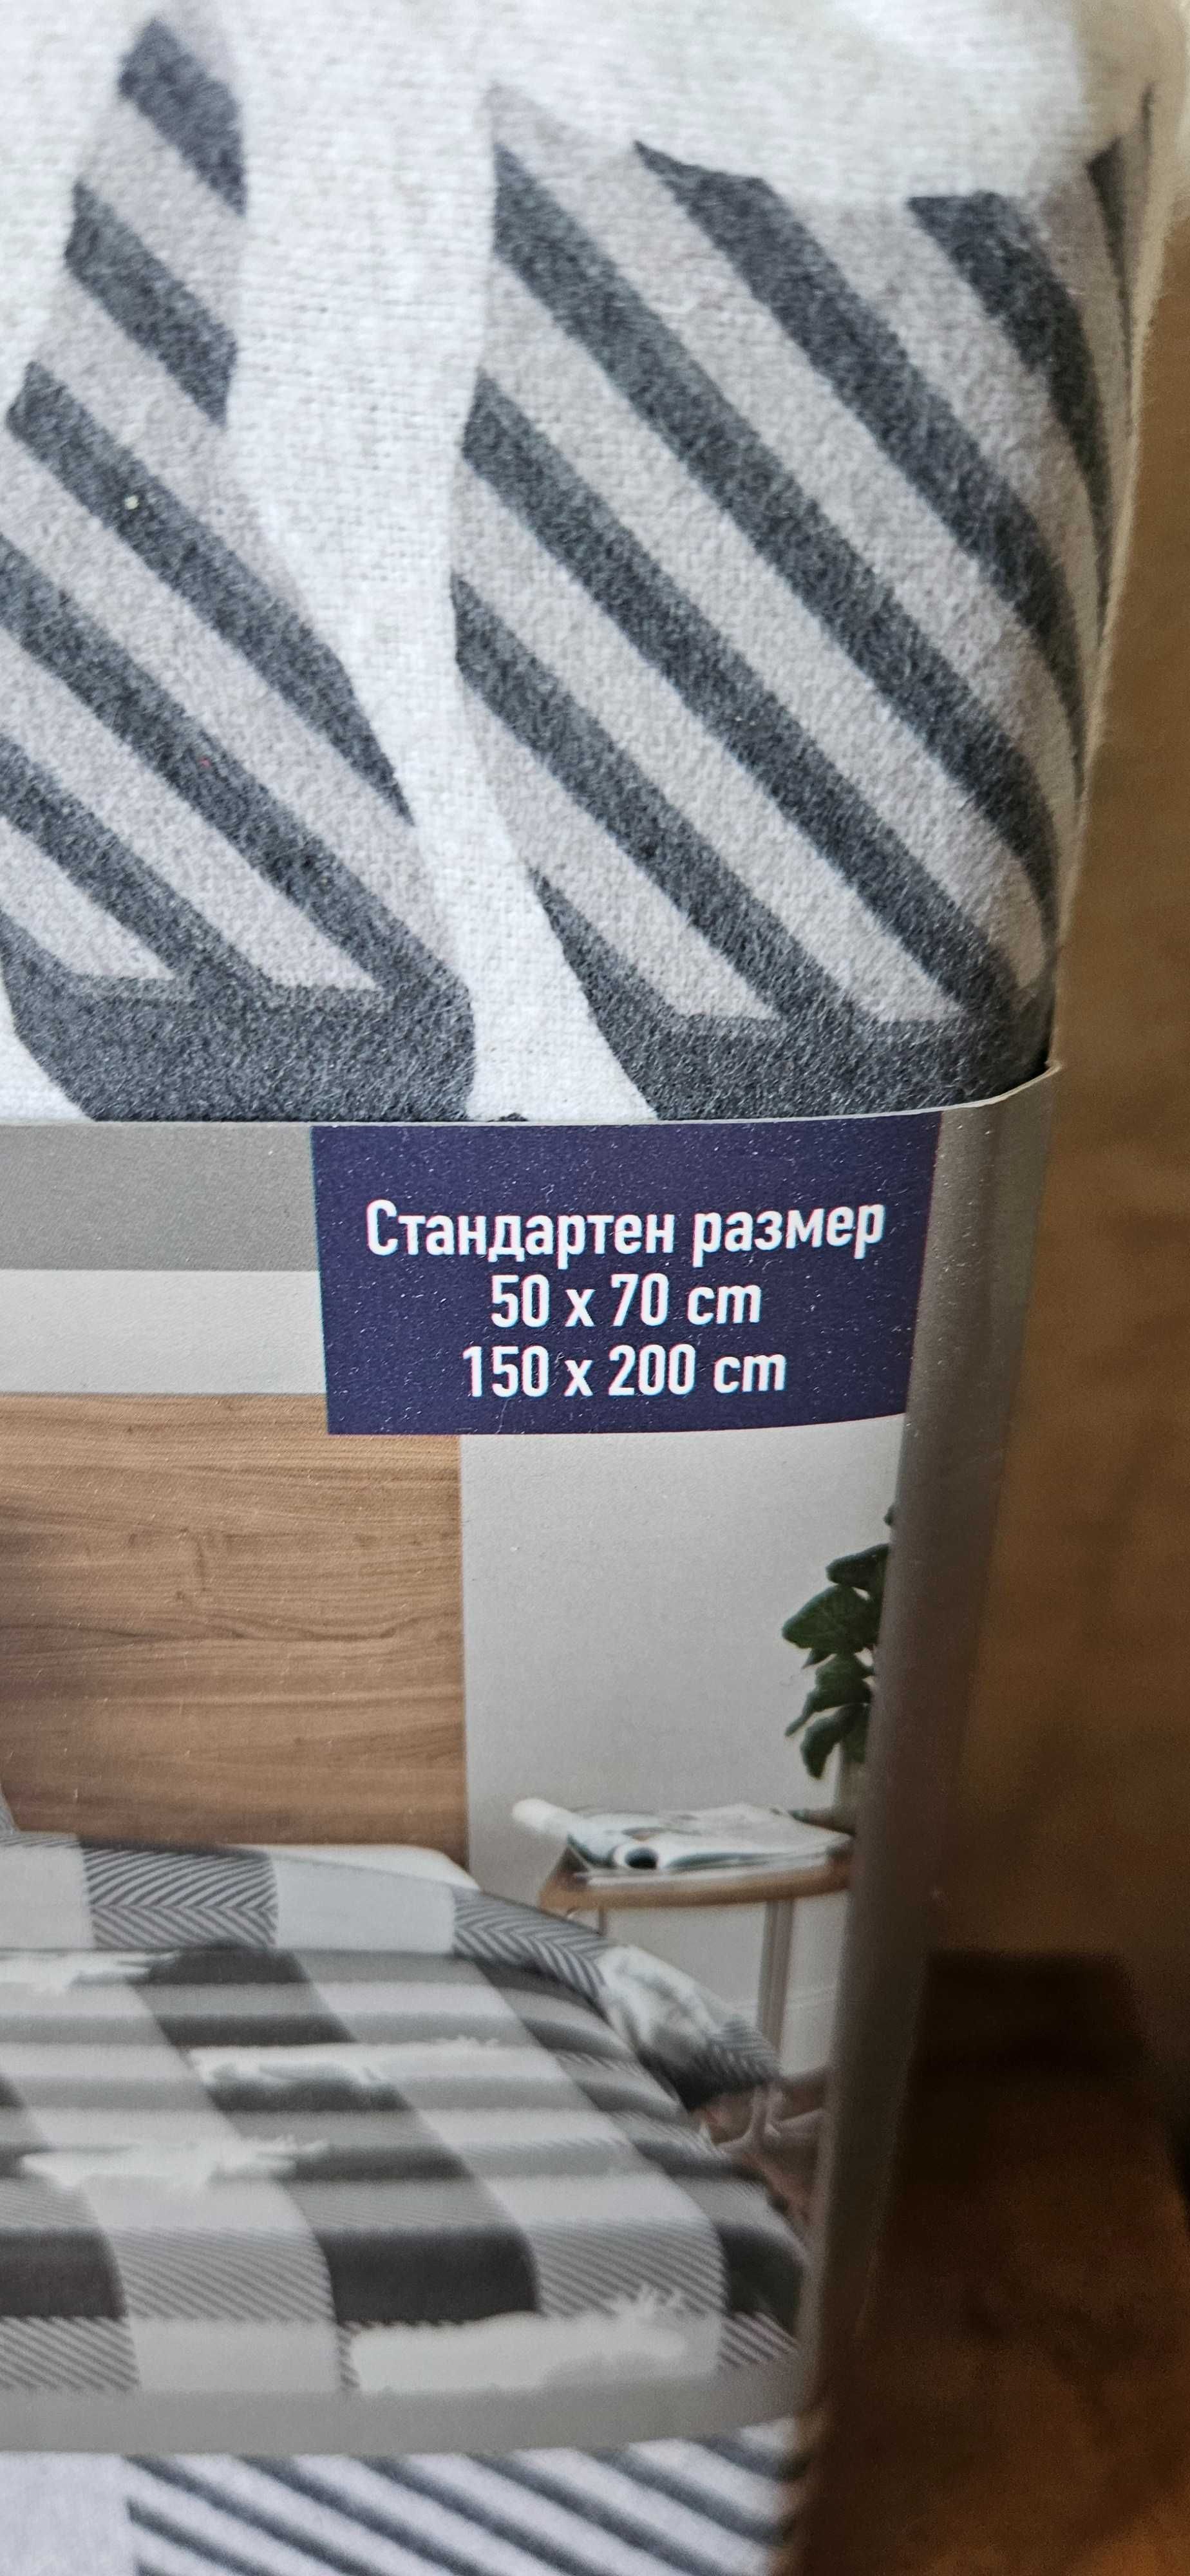 Стандартен размер
50 x 70 cm
150 x 200 cm